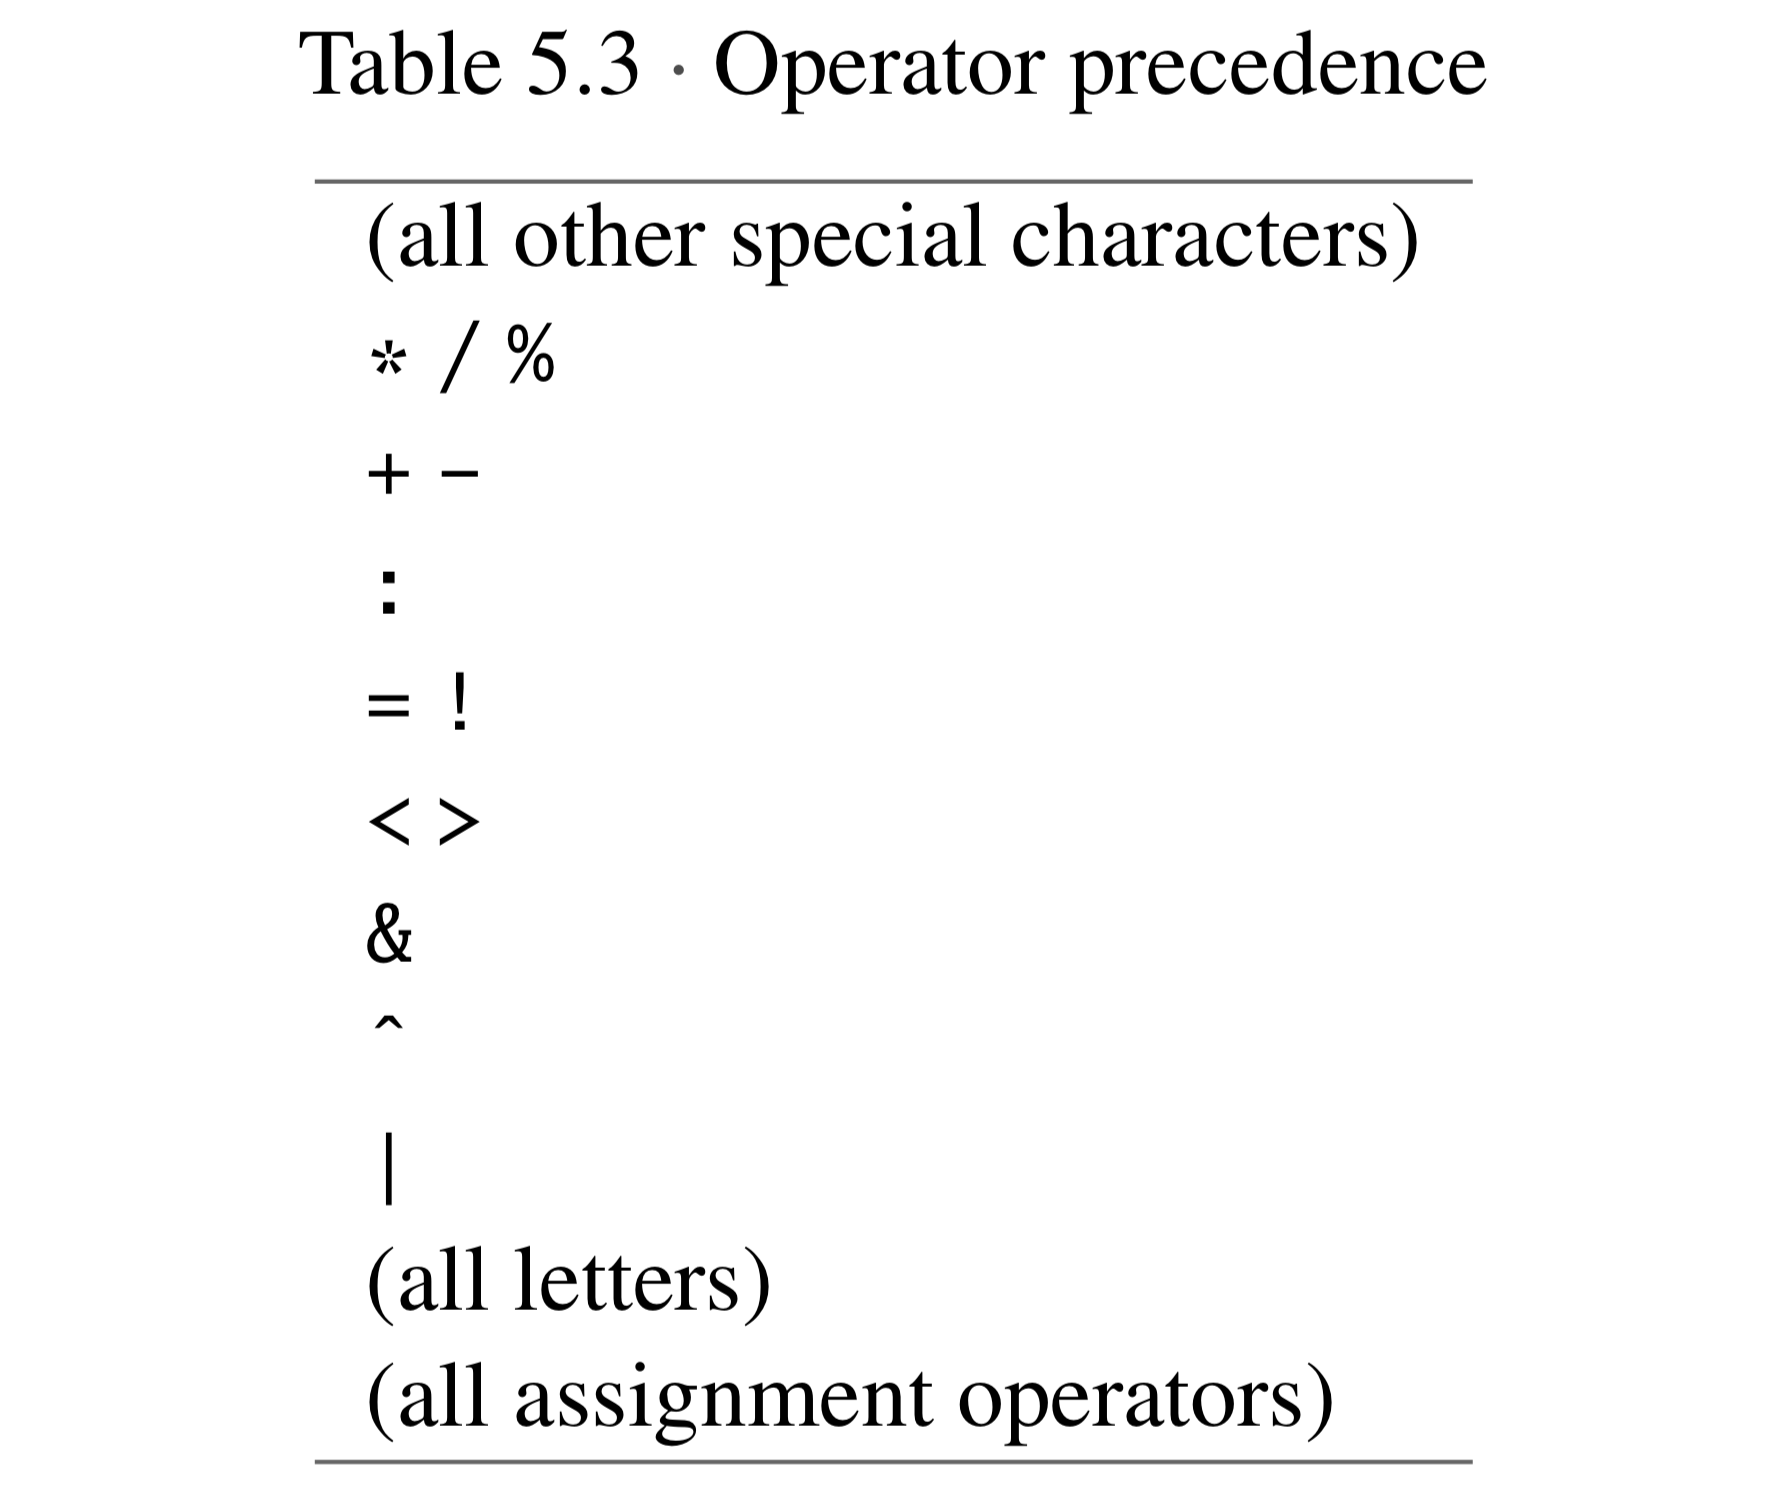 Table 5.3 · Operator precedence
(all other special characters)
* / %
+ -
:
= !
< >
&
^
|
(all letters)
(all assignment operators)